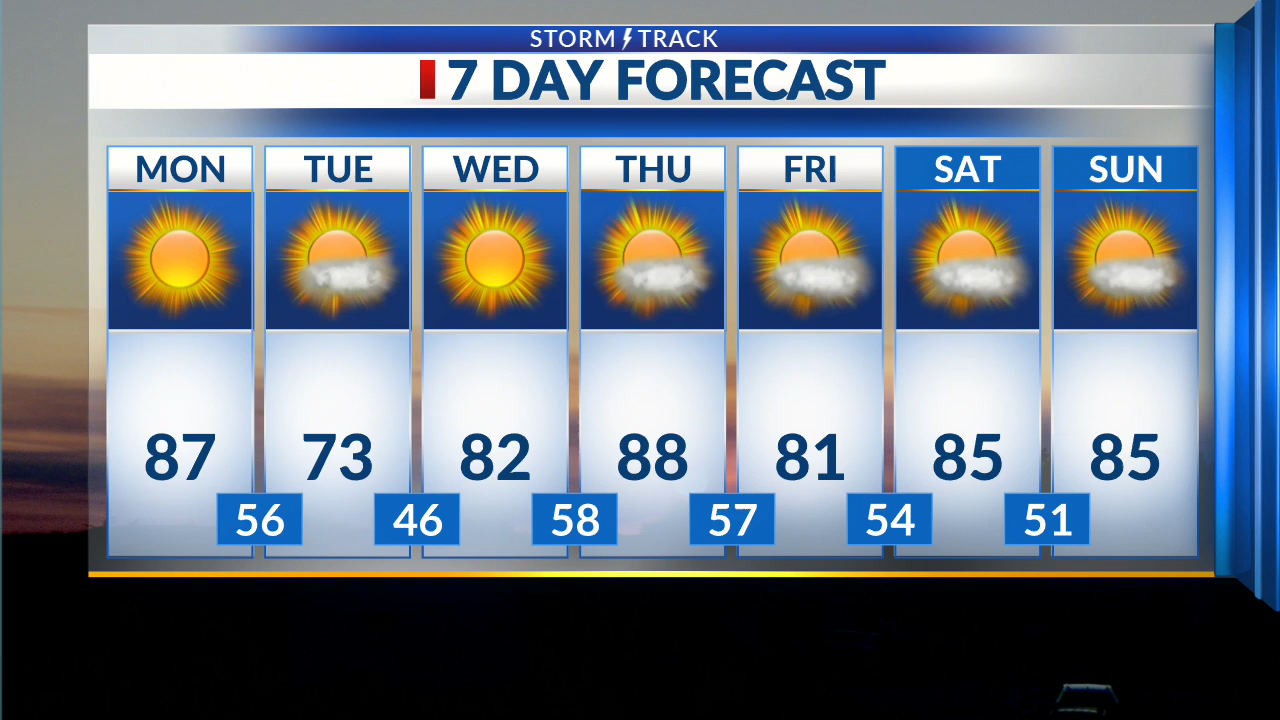 STORM TRACK
7 DAY FORECAST
MON TUE WED THU FRI SAT SUN
87 73 82 88 81 85 85
56 46 58 57 54 51